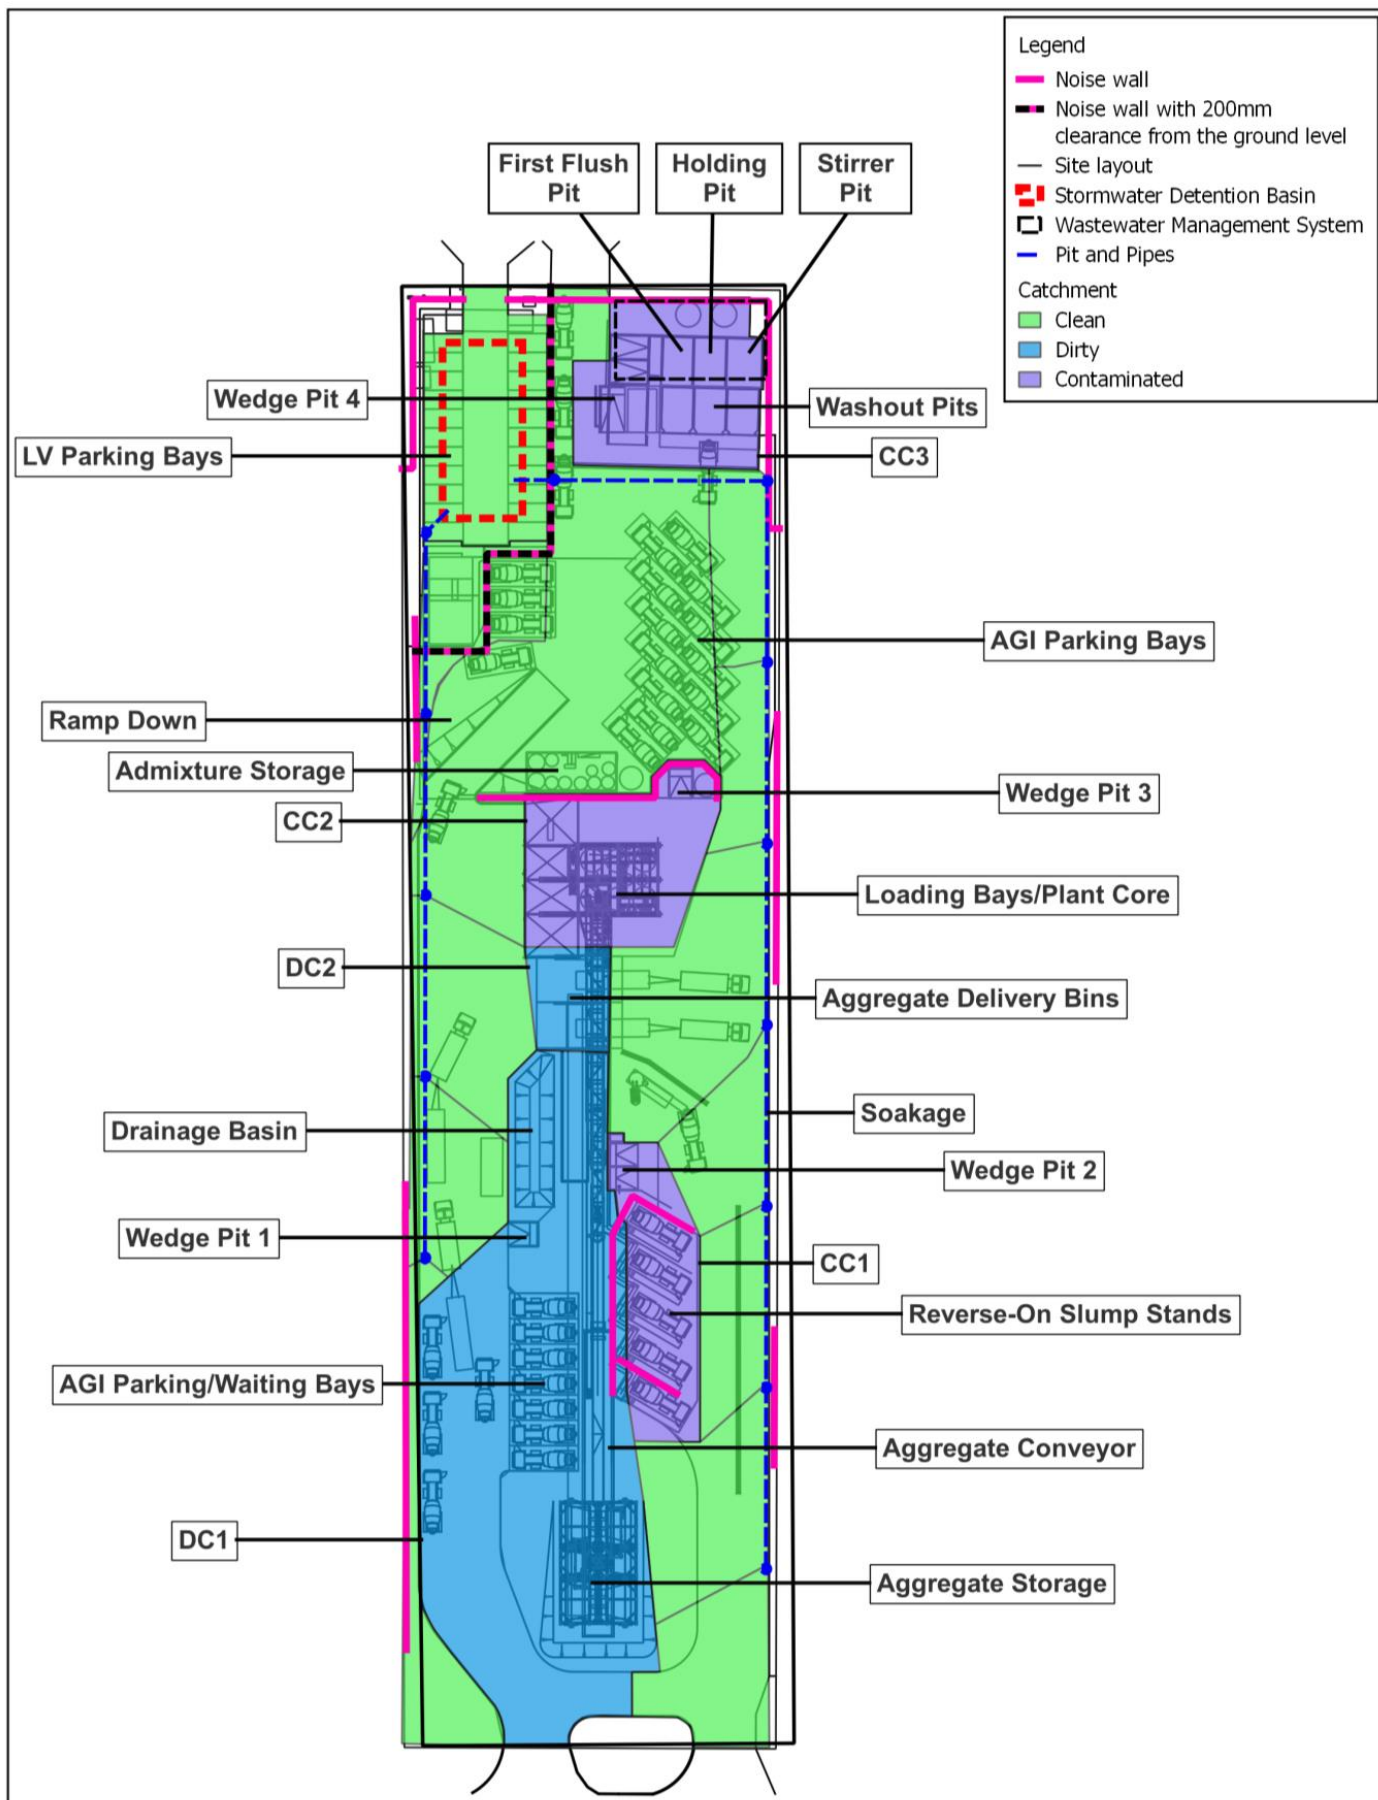 Legend
Noise wall
Noise wall with 200mm
clearance from the ground level
Site layout
Stormwater Detention Basin
Wastewater Management System
Pit and Pipes
Catchment
Clean
Dirty
Contaminated
First Flush
Pit
Holding
Pit
Stirrer
Pit
Wedge Pit 4
Washout Pits
LV Parking Bays
CC3
AGI Parking Bays
Ramp Down
Admixture Storage
Wedge Pit 3
CC2
Loading Bays/Plant Core
DC2
Aggregate Delivery Bins
Soakage
Drainage Basin
Wedge Pit 2
Wedge Pit 1
CC1
Reverse-On Slump Stands
AGI Parking/Waiting Bays
Aggregate Conveyor
DC1
Aggregate Storage